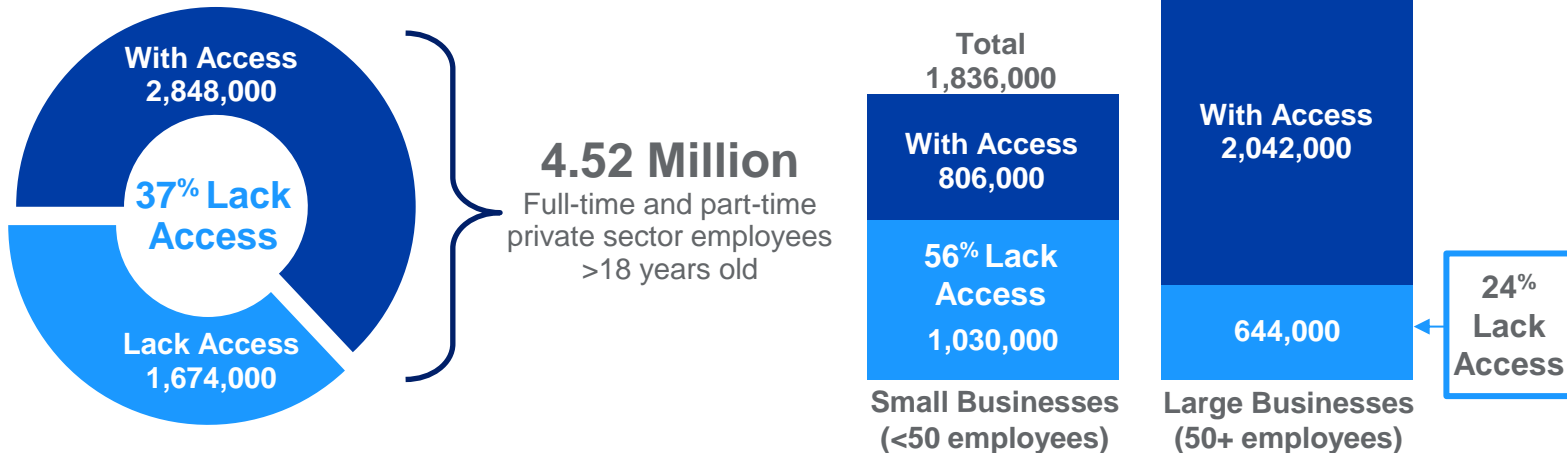 With Access
2,848,000
37% Lack
Access
Lack Access
1,674,000
4.52 Million
Full-time and part-time
private sector employees
>18 years old
Total
1,836,000
With Access
806,000
56% Lack
Access
1,030,000
Small Businesses
(<50 employees)
With Access
2,042,000
644,000
Large Businesses
(50+ employees)
24%
Lack
Access